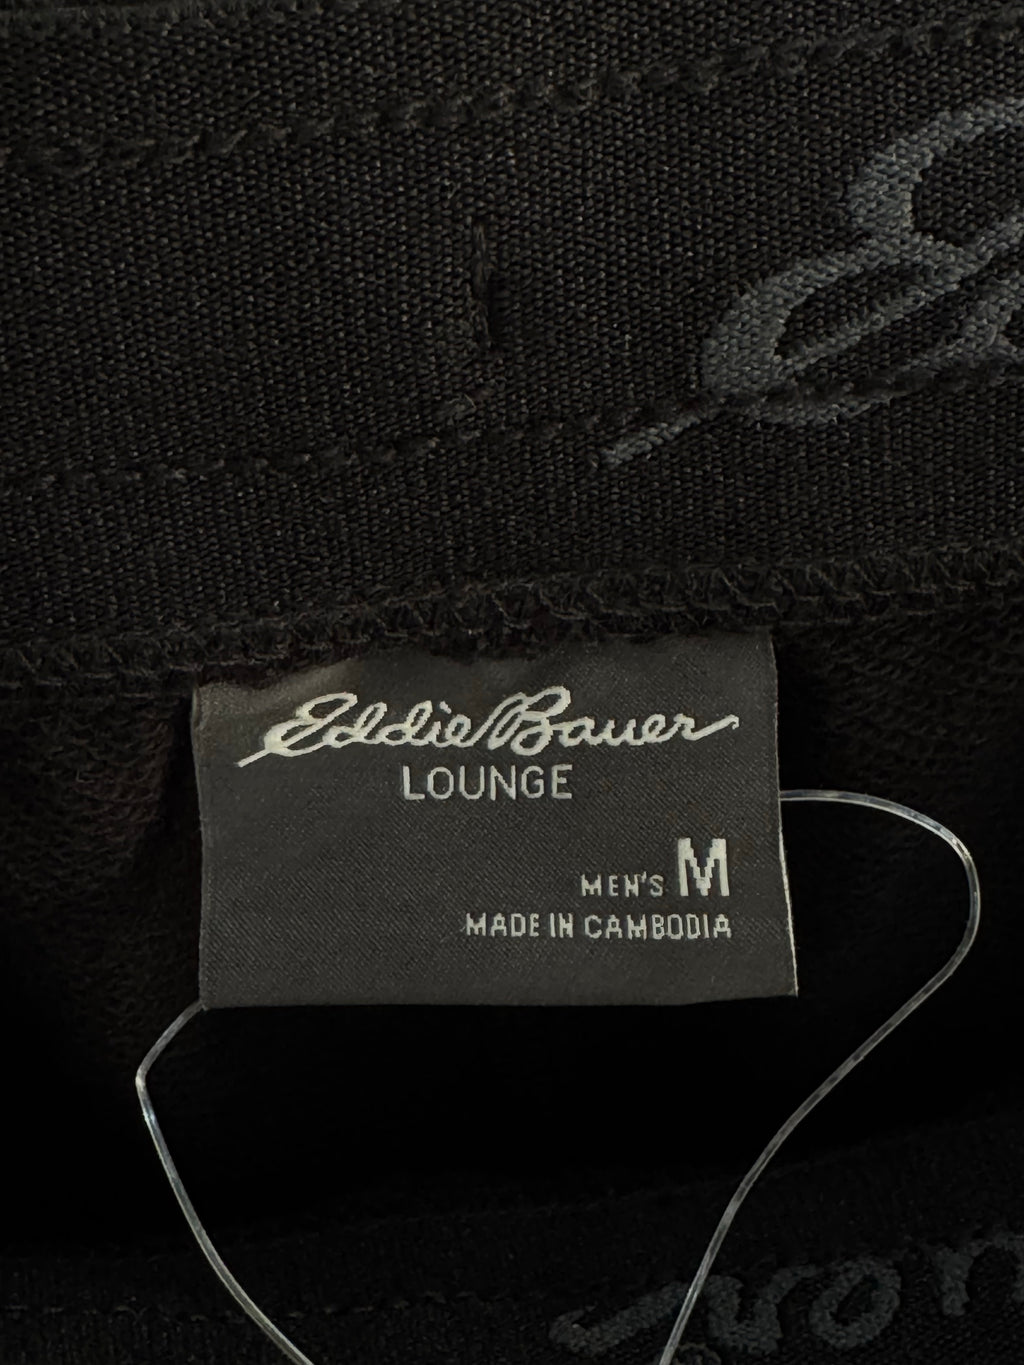 Eddie Bauer
LOUNGE
MEN'S M
MADE IN CAMBODIA